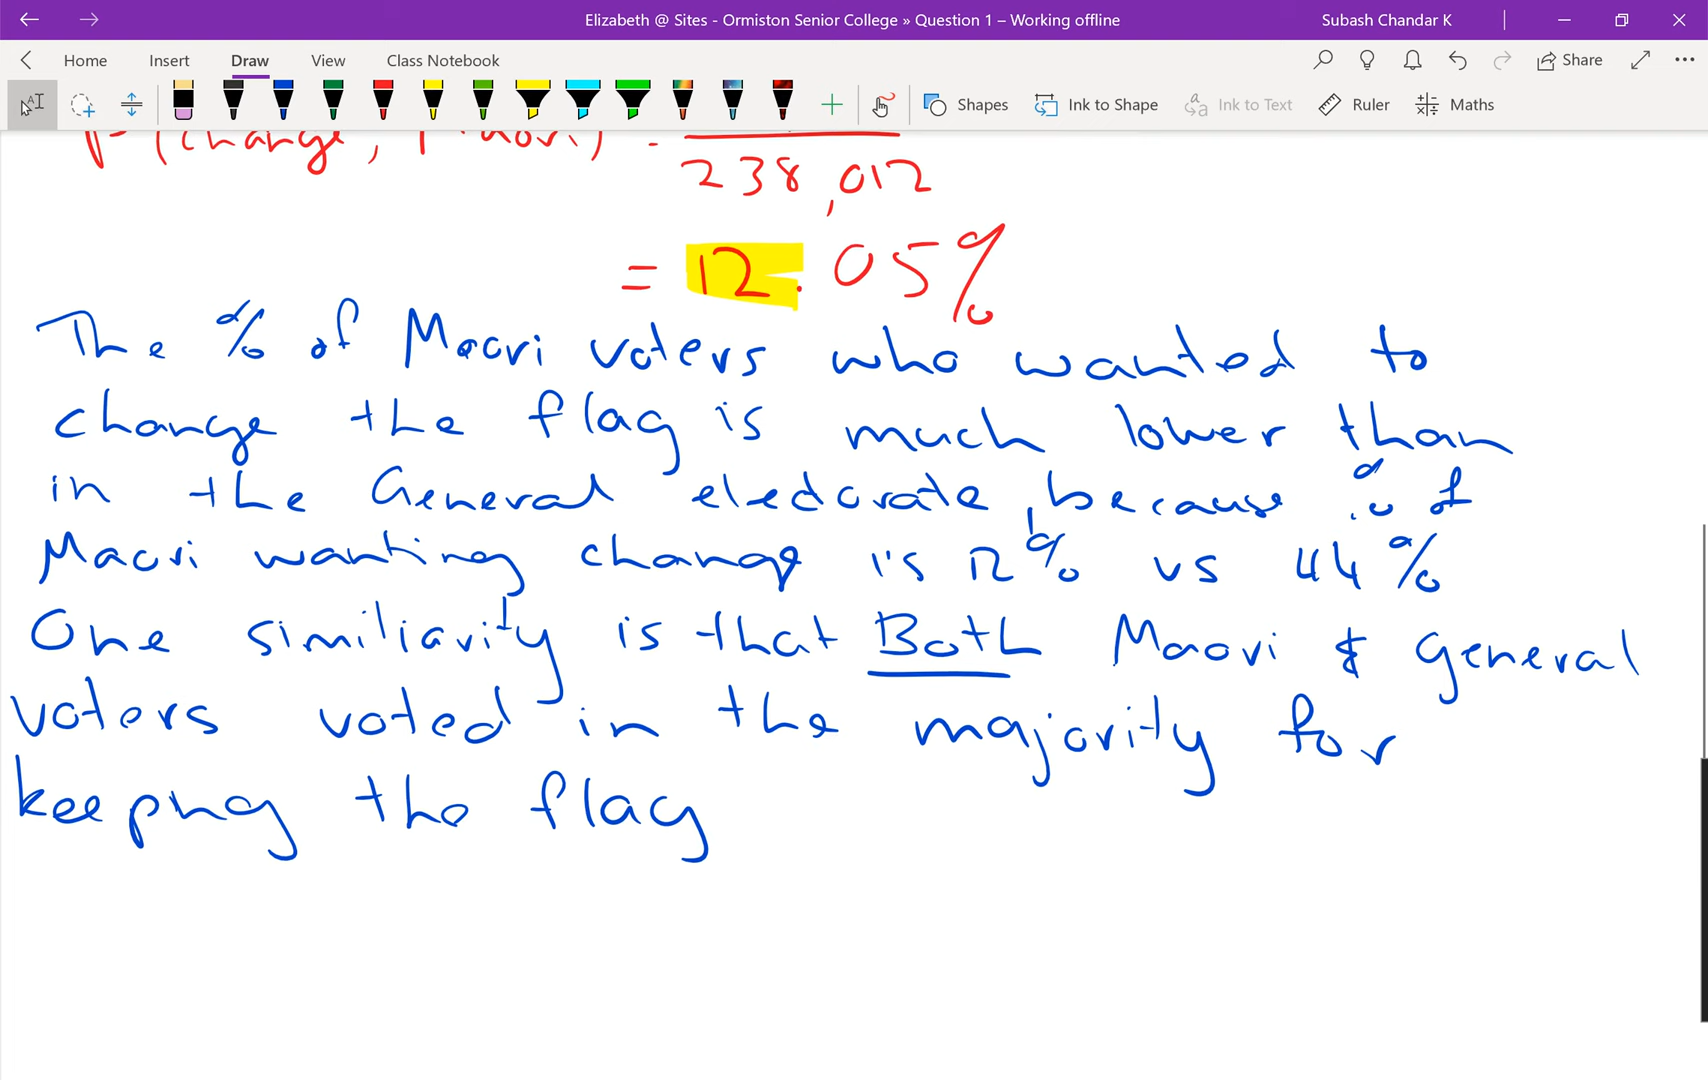 Elizabeth @ Sites - Ormiston Senior College » Question 1 – Working offline
Subash Chandar K
Home Insert Draw View Class Notebook
Share
Shapes Ink to Shape Ink to Text Ruler Maths
P(change, Maori) =
238,012
= 12.05%
The % of Maori voters who wanted to
change the flag is much lower than
in the General electorate, because % of
Maori wanting change is 12% vs 44%
One similiarity is that Both Maori & general
voters voted in the majority for
keeping the flag